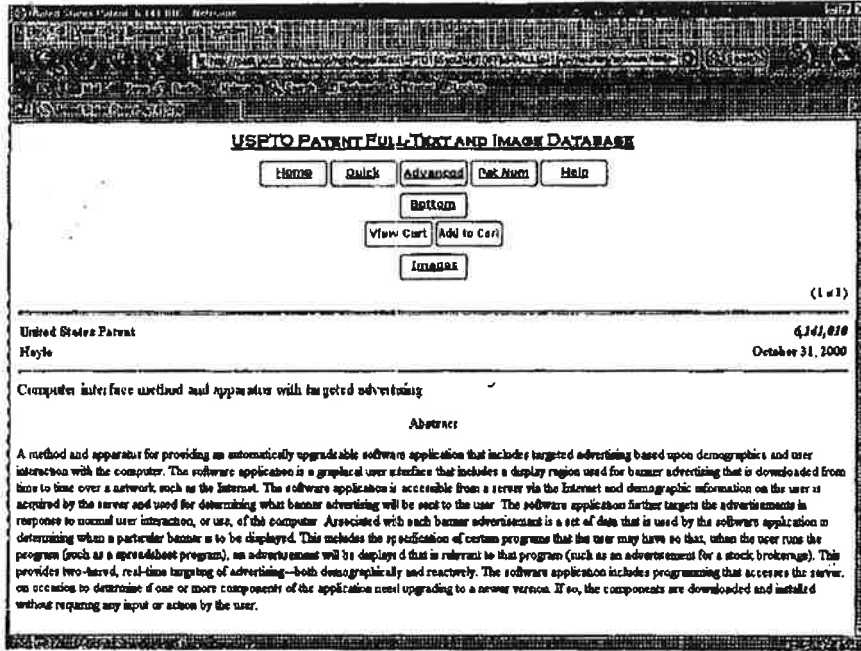 USPTO PATENT FULL-TEXT AND IMAGE DATABASE
Home Quick Advanced Pat Num Help
Bottom
View Cart Add to Cart
Images
(1 of 1)
United States Patent 6,141,010
Hoyle October 31, 2000
Computer interface method and apparatus with targeted advertising
Abstract
A method and apparatus for providing an automatically upgradeable software application that includes targeted advertising based upon demographics and user
interaction with the computer. The software application is a graphical user interface that includes a display region used for banner advertising that is downloaded from
time to time over a network such as the Internet. The software application is accessible from a server via the Internet and demographic information on the user is
acquired by the server and used for determining what banner advertising will be sent to the user. The software application further targets the advertisements in
response to normal user interaction, or use, of the computer. Associated with each banner advertisement is a set of data that is used by the software application in
determining when a particular banner is to be displayed. This includes the specification of certain programs that the user may have so that, when the user runs the
program (such as a spreadsheet program), an advertisement will be displayed that is relevant to that program (such as an advertisement for a stock brokerage). This
provides two-tiered, real-time targeting of advertising--both demographically and reactively. The software application includes programming that accesses the server
on occasion to determine if one or more components of the application need upgrading to a newer version. If so, the components are downloaded and installed
without requiring any input or action by the user.